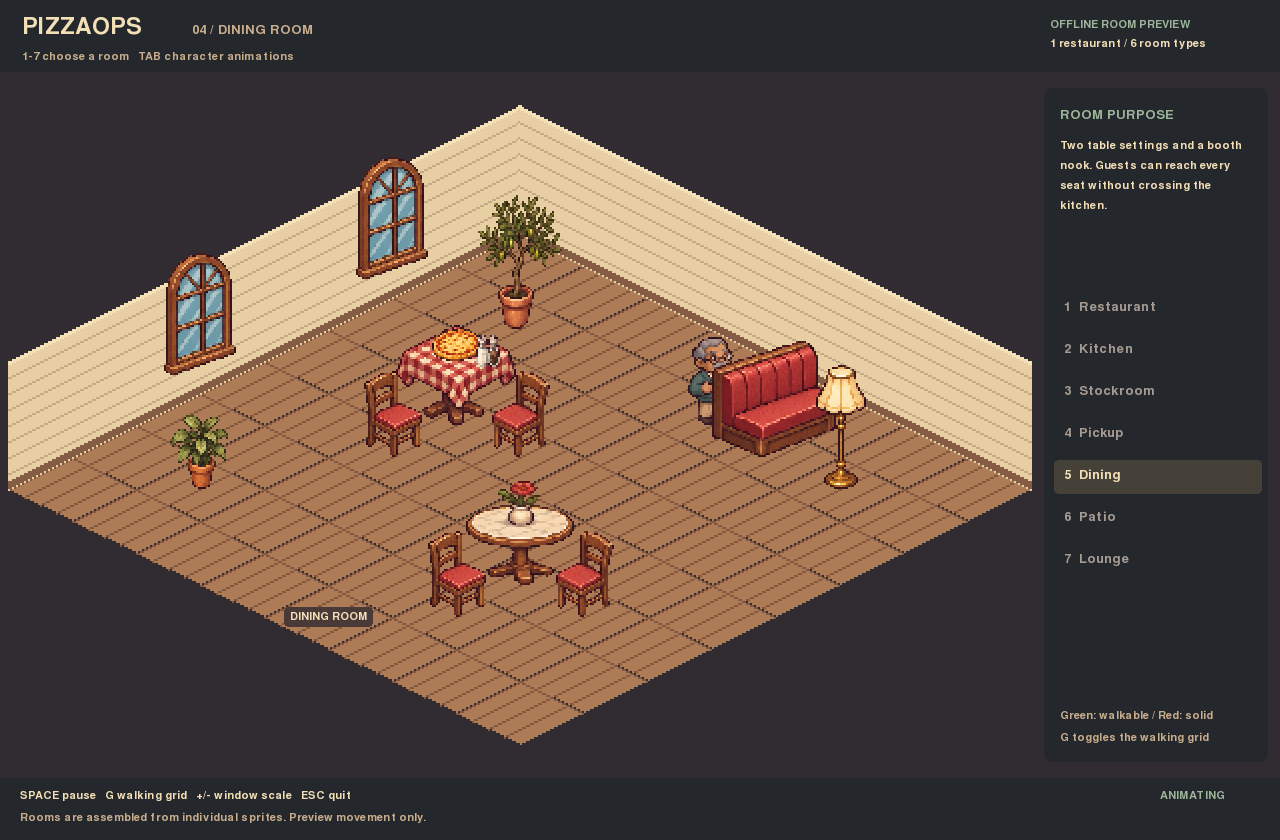 PIZZAOPS
04 / DINING ROOM
1-7 choose a room TAB character animations
OFFLINE ROOM PREVIEW
1 restaurant / 6 room types
ROOM PURPOSE
Two table settings and a booth
nook. Guests can reach every
seat without crossing the
kitchen.
1 Restaurant
2 Kitchen
3 Stockroom
4 Pickup
5 Dining
6 Patio
7 Lounge
DINING ROOM
Green: walkable / Red: solid
G toggles the walking grid
SPACE pause G walking grid +/- window scale ESC quit
ANIMATING
Rooms are assembled from individual sprites. Preview movement only.